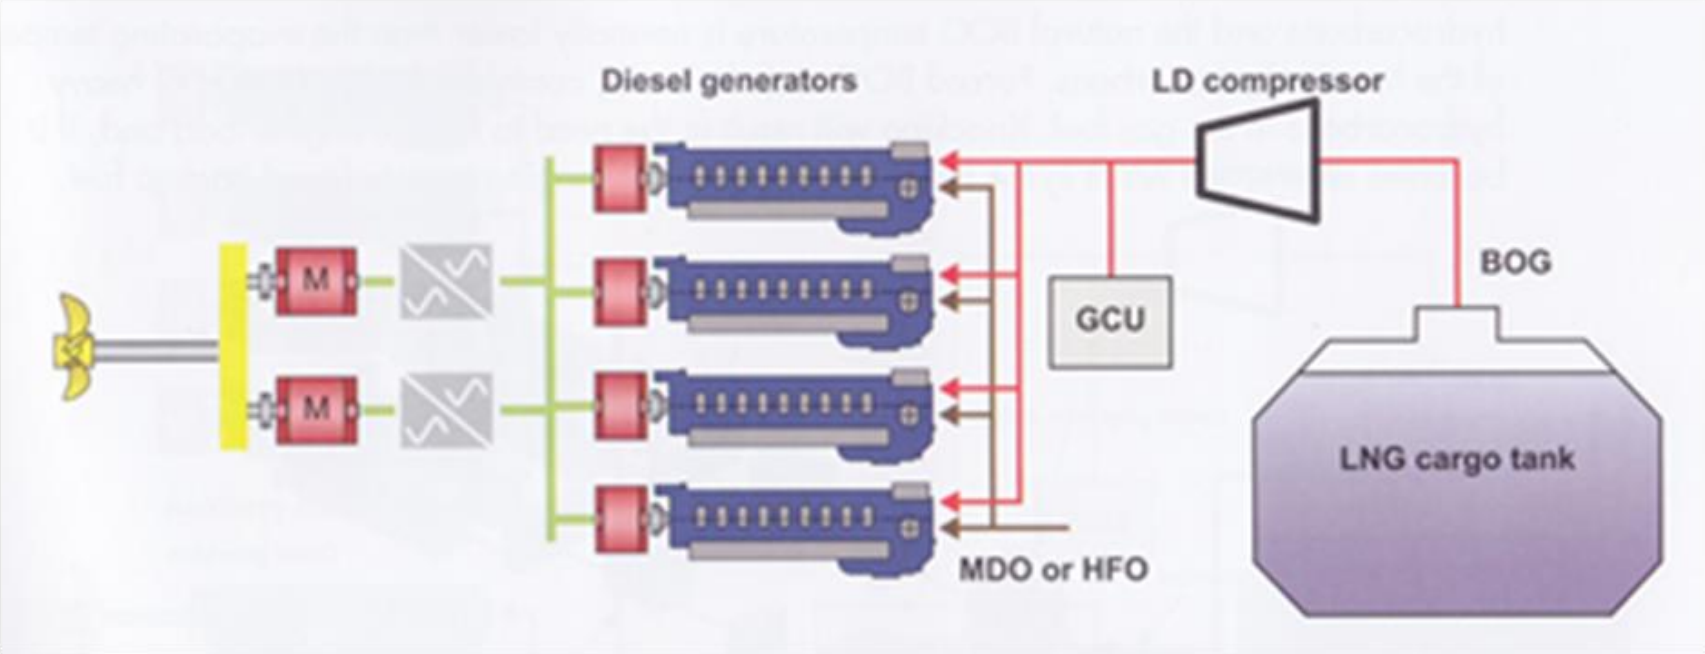 Diesel generators
LD compressor
BOG
M
GCU
M
LNG cargo tank
MDO or HFO